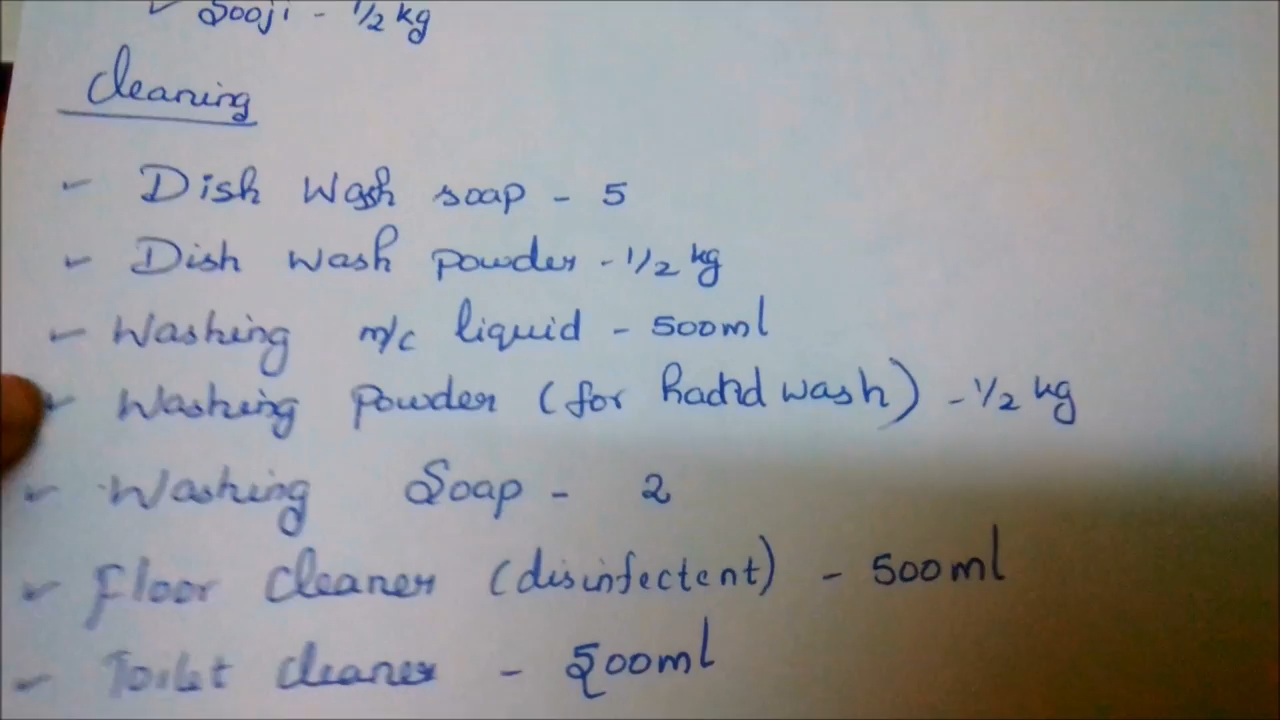 ✓ Sooji - 1/2 kg
Cleaning
✓ Dish wash soap - 5
✓ Dish wash powder - 1/2 kg
✓ Washing m/c liquid - 500ml
✓ Washing powder (for hadnd wash) - 1/2 kg
✓ Washing Soap - 2
✓ Floor cleaner (disinfectent) - 500ml
✓ Toilet cleaner - 500ml